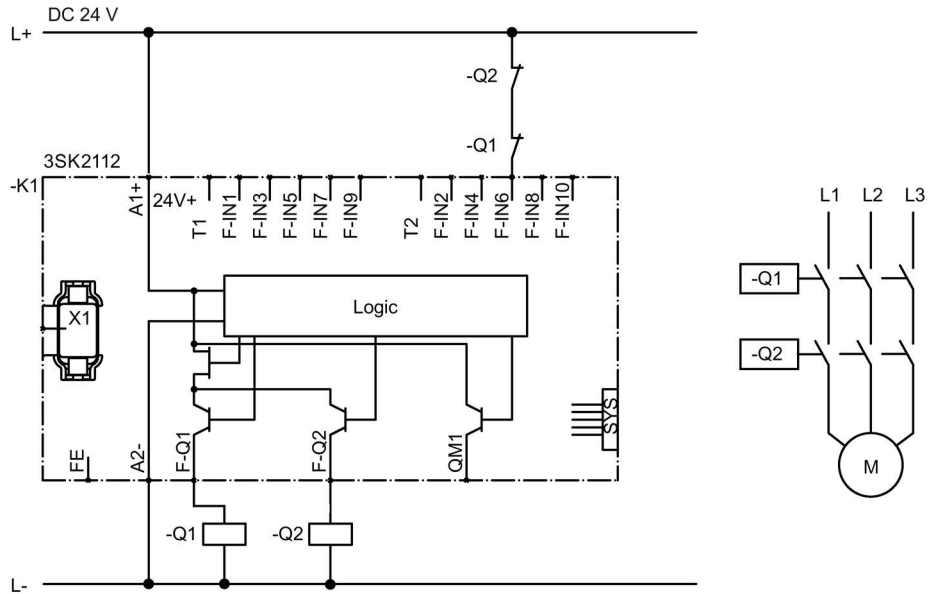 DC 24 V
L+
-Q2
-Q1
3SK2112
-K1
A1+
24V+
T1
F-IN1
F-IN3
F-IN5
F-IN7
F-IN9
T2
F-IN2
F-IN4
F-IN6
F-IN8
F-IN10
L1 L2 L3
X1
Logic
-Q1
-Q2
SYS
FE
A2-
F-Q1
F-Q2
QM1
M
-Q1
-Q2
L-